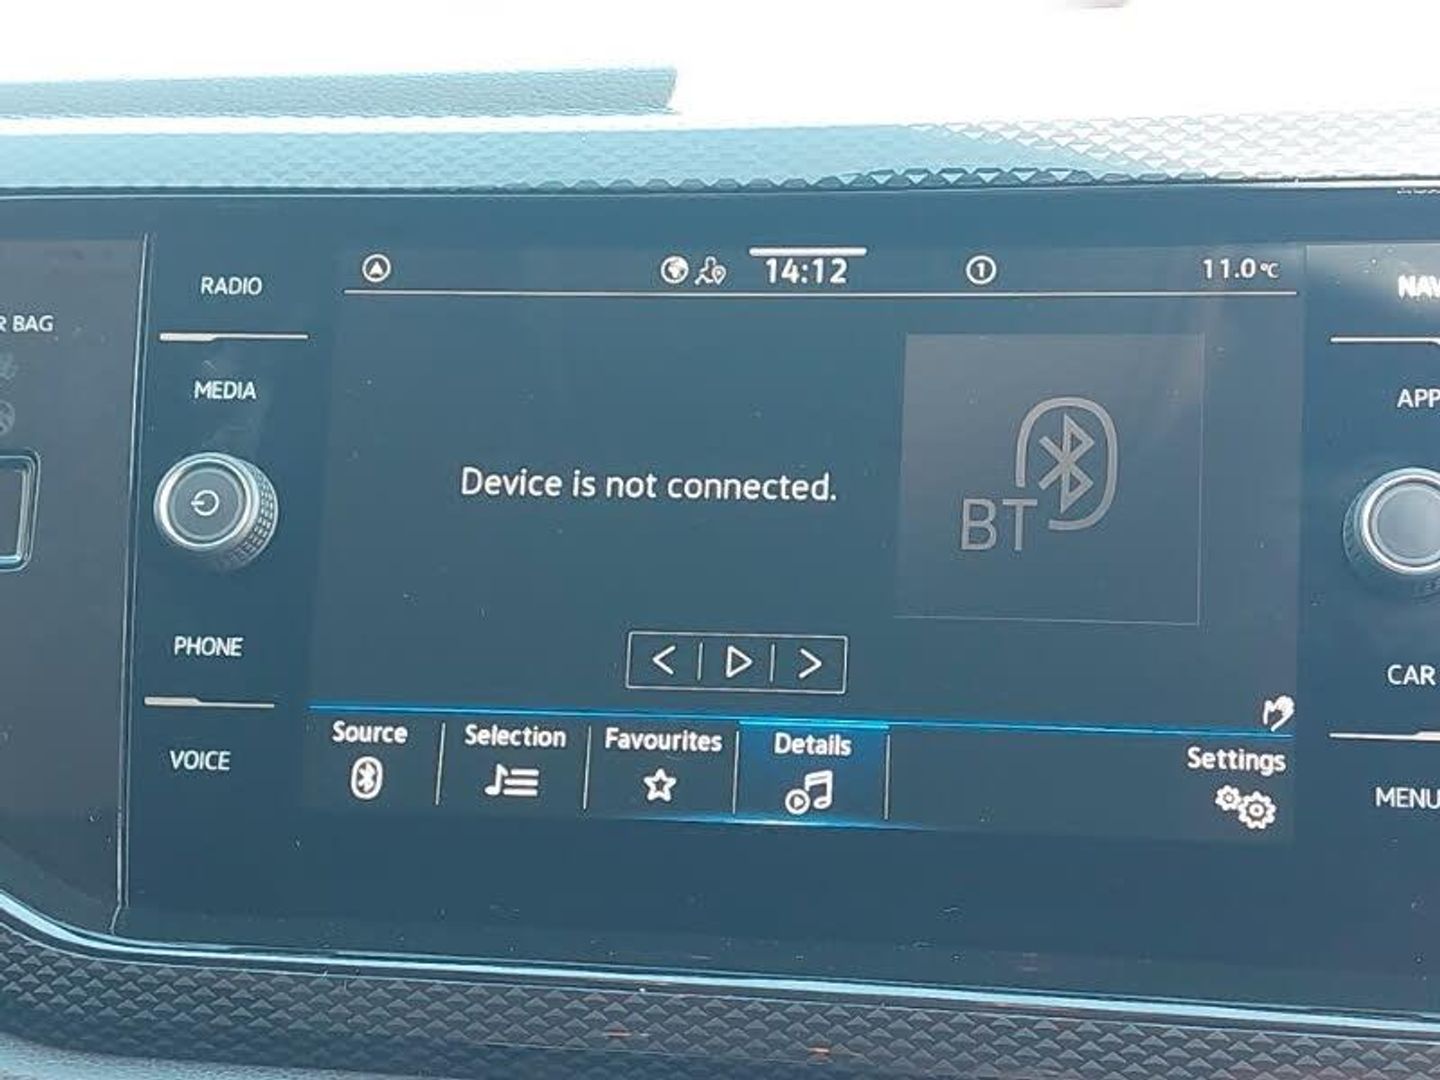 RADIO
14:12
1
11.0°C
NAV
R BAG
MEDIA
APP
Device is not connected.
BT
PHONE
CAR
Source
Selection
Favourites
Details
Settings
VOICE
MENU